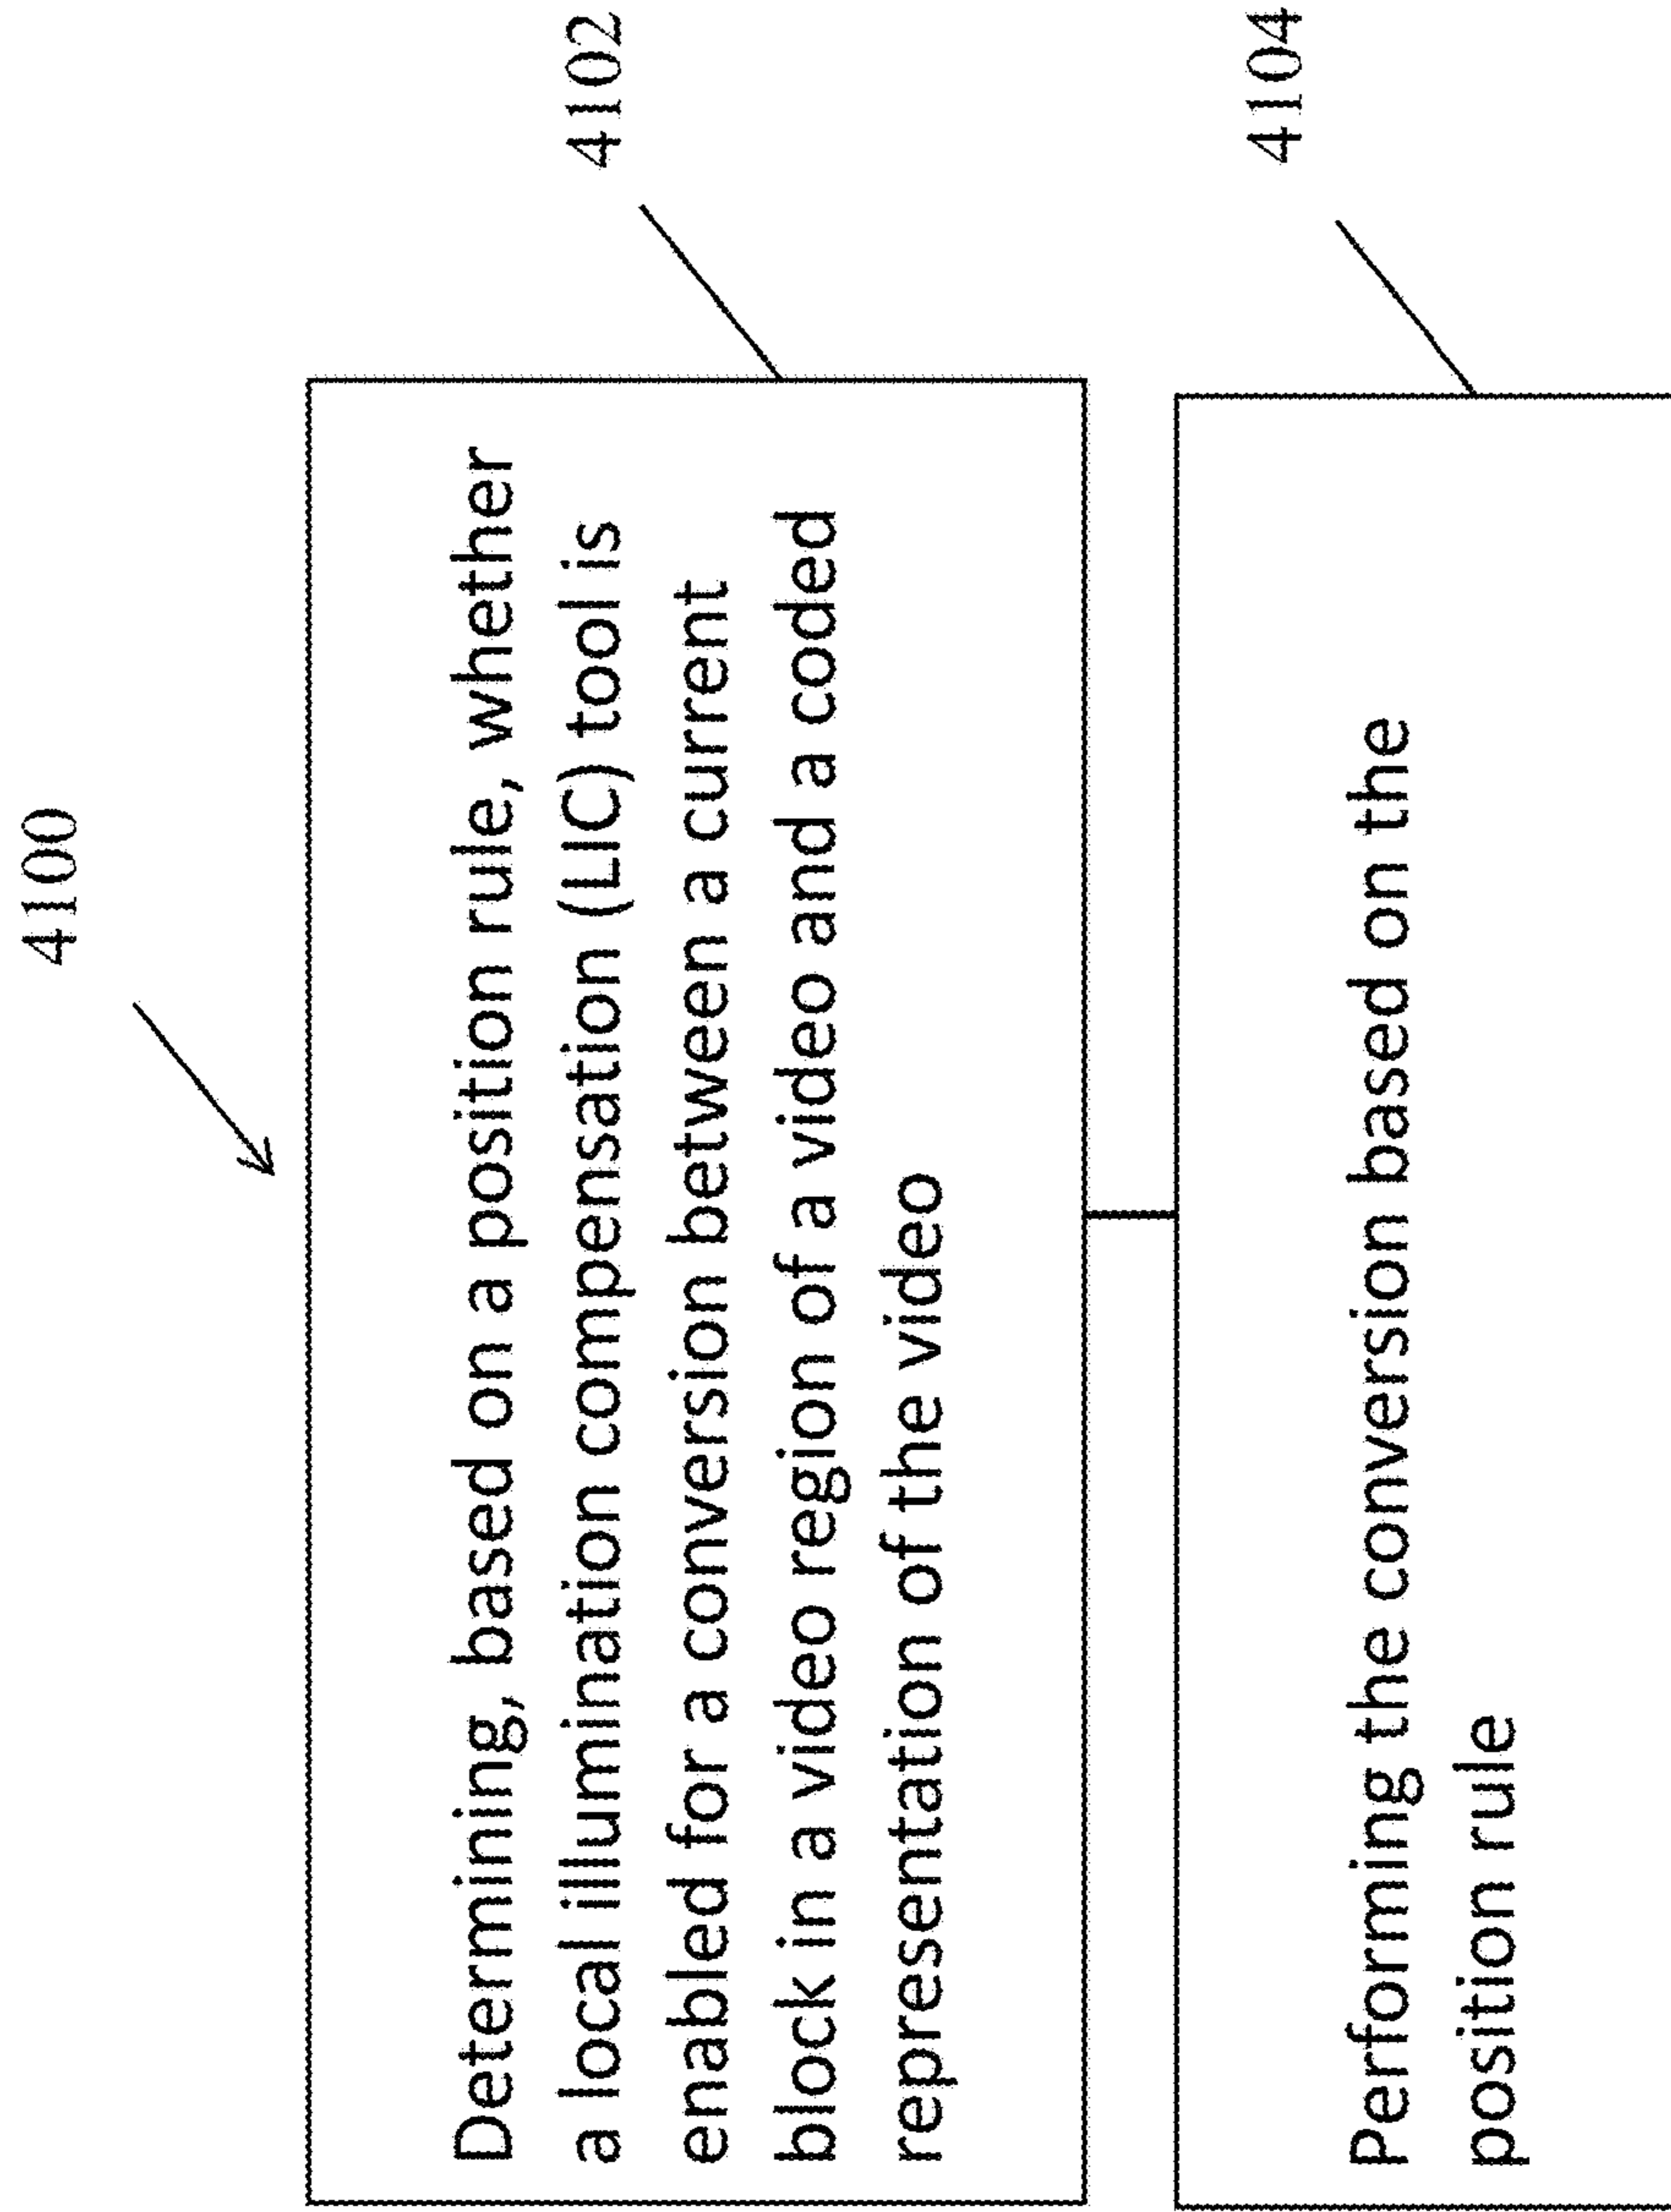 4100
Determining, based on a position rule, whether
a local illumination compensation (LIC) tool is
enabled for a conversion between a current
block in a video region of a video and a coded
representation of the video
4102
Performing the conversion based on the
position rule
4104